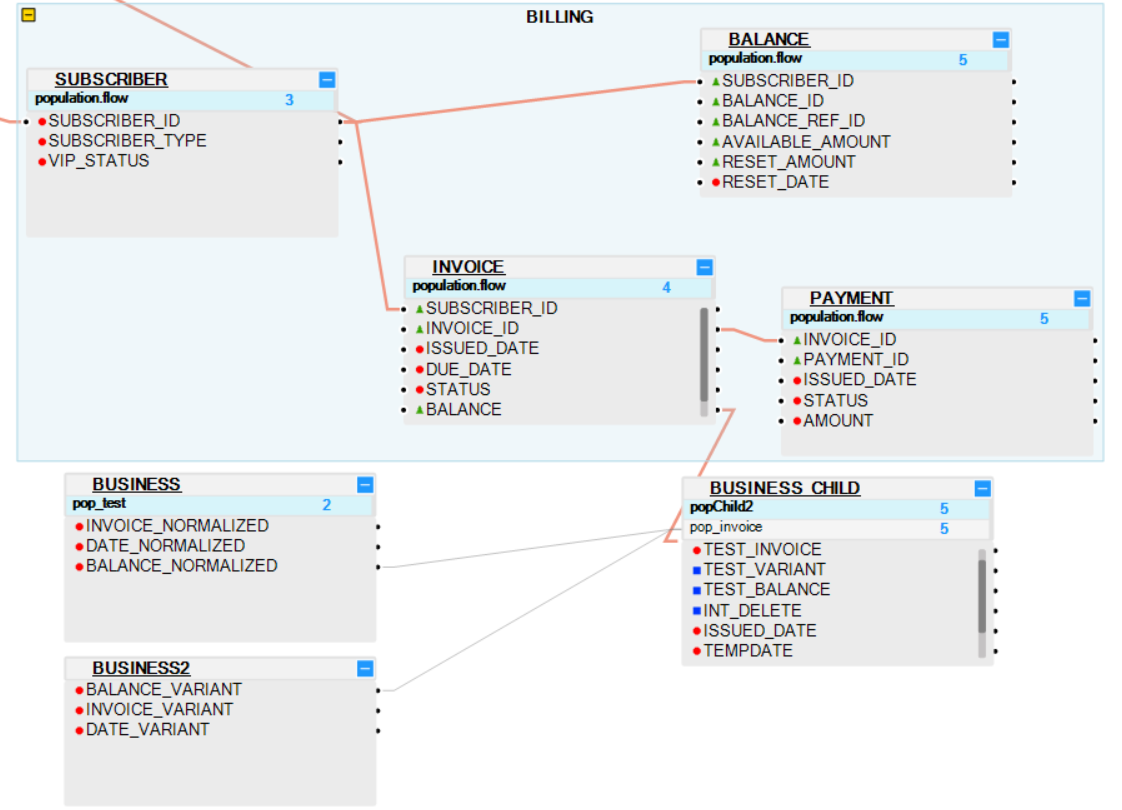 BILLING
SUBSCRIBER
population.flow 3
SUBSCRIBER_ID
SUBSCRIBER_TYPE
VIP_STATUS
BALANCE
population.flow 5
SUBSCRIBER_ID
BALANCE_ID
BALANCE_REF_ID
AVAILABLE_AMOUNT
RESET_AMOUNT
RESET_DATE
INVOICE
population.flow 4
SUBSCRIBER_ID
INVOICE_ID
ISSUED_DATE
DUE_DATE
STATUS
BALANCE
PAYMENT
population.flow 5
INVOICE_ID
PAYMENT_ID
ISSUED_DATE
STATUS
AMOUNT
BUSINESS
pop_test 2
INVOICE_NORMALIZED
DATE_NORMALIZED
BALANCE_NORMALIZED
BUSINESS_CHILD
popChild2 5
pop_invoice 5
TEST_INVOICE
TEST_VARIANT
TEST_BALANCE
INT_DELETE
ISSUED_DATE
TEMPDATE
BUSINESS2
BALANCE_VARIANT
INVOICE_VARIANT
DATE_VARIANT